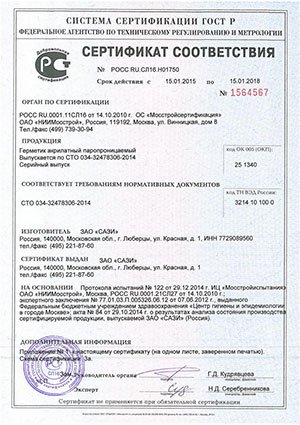 СИСТЕМА СЕРТИФИКАЦИИ ГОСТ Р
ФЕДЕРАЛЬНОЕ АГЕНТСТВО ПО ТЕХНИЧЕСКОМУ РЕГУЛИРОВАНИЮ И МЕТРОЛОГИИ
СЕРТИФИКАТ СООТВЕТСТВИЯ
№ РОСС RU.СЛ16.Н01750
Срок действия с 15.01.2015 по 15.01.2018
№ 1564567
ОРГАН ПО СЕРТИФИКАЦИИ
РОСС RU.0001.11СЛ16 от 14.10.2010 г. ОС «Мосстройсертификация»
ОАО «НИИМосстрой», Россия, 119192, Москва, ул. Винницкая, дом 8
Тел./факс (499) 739-30-94
ПРОДУКЦИЯ
Герметик акрилатный паропроницаемый
Выпускается по СТО 034-32478306-2014
Серийный выпуск
код ОК 005 (ОКП):
25 1340
СООТВЕТСТВУЕТ ТРЕБОВАНИЯМ НОРМАТИВНЫХ ДОКУМЕНТОВ
СТО 034-32478306-2014
код ТН ВЭД России:
3214 10 100 0
ИЗГОТОВИТЕЛЬ ЗАО «САЗИ»
Россия, 140000, Московская обл., г. Люберцы, ул. Красная, д. 1, ИНН 7729089560
тел./факс (495) 221-87-60
СЕРТИФИКАТ ВЫДАН ЗАО «САЗИ»
Россия, 140000, Московская обл., г. Люберцы, ул. Красная, д. 1
тел./факс (495) 221-87-60
НА ОСНОВАНИИ Протокола испытаний № 122 от 29.12.2014 г. ИЦ «Мосстройиспытания»
ОАО «НИИМосстрой», Москва, РОСС RU.0001 21СЛ27 от 14.10.2010 г.;
экспертного заключения № 77.01.03.П.005326.06.12 от 07.06.2012 г., выданного
Федеральным бюджетным учреждением здравоохранения «Центр гигиены и эпидемиологии
в городе Москве»; акта № 84 от 29.12.2014 о результатах анализа состояния производства
сертифицируемой продукции, выпускаемой ЗАО «САЗИ» (Россия)
ДОПОЛНИТЕЛЬНАЯ ИНФОРМАЦИЯ
Приложение № 1 к настоящему сертификату (на одном листе, заверенном печатью).
Схема сертификации: 3а.
Зам. Руководитель органа
Г.Д. Кудрявцева
Эксперт
Н.Д. Серебренникова
Сертификат не применяется при обязательной сертификации